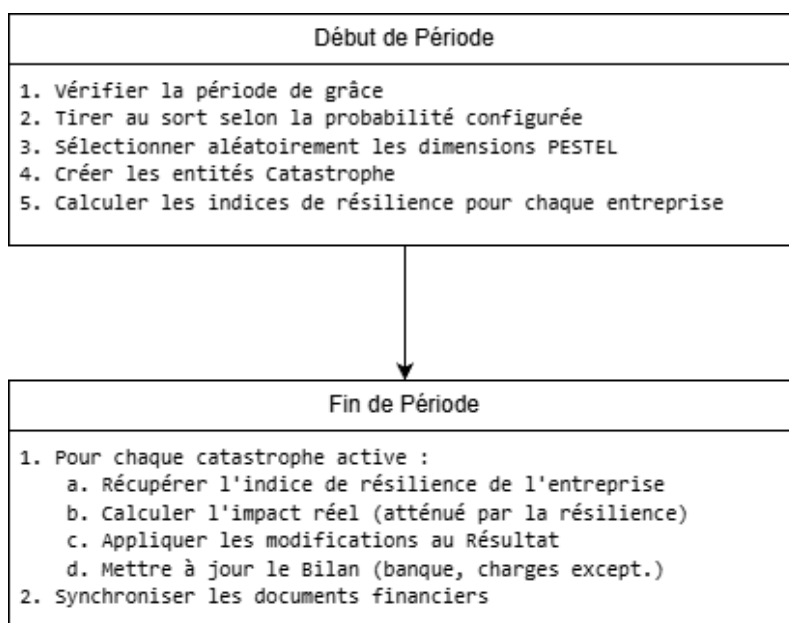 Début de Période
1. Vérifier la période de grâce
2. Tirer au sort selon la probabilité configurée
3. Sélectionner aléatoirement les dimensions PESTEL
4. Créer les entités Catastrophe
5. Calculer les indices de résilience pour chaque entreprise
Fin de Période
1. Pour chaque catastrophe active :
a. Récupérer l'indice de résilience de l'entreprise
b. Calculer l'impact réel (atténué par la résilience)
c. Appliquer les modifications au Résultat
d. Mettre à jour le Bilan (banque, charges except.)
2. Synchroniser les documents financiers